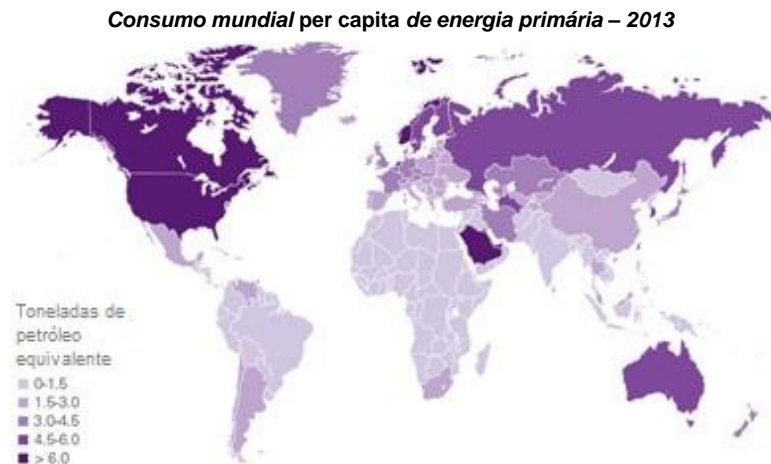 Consumo mundial per capita de energia primária – 2013
Toneladas de
petróleo
equivalente
0-1.5
1.5-3.0
3.0-4.5
4.5-6.0
> 6.0